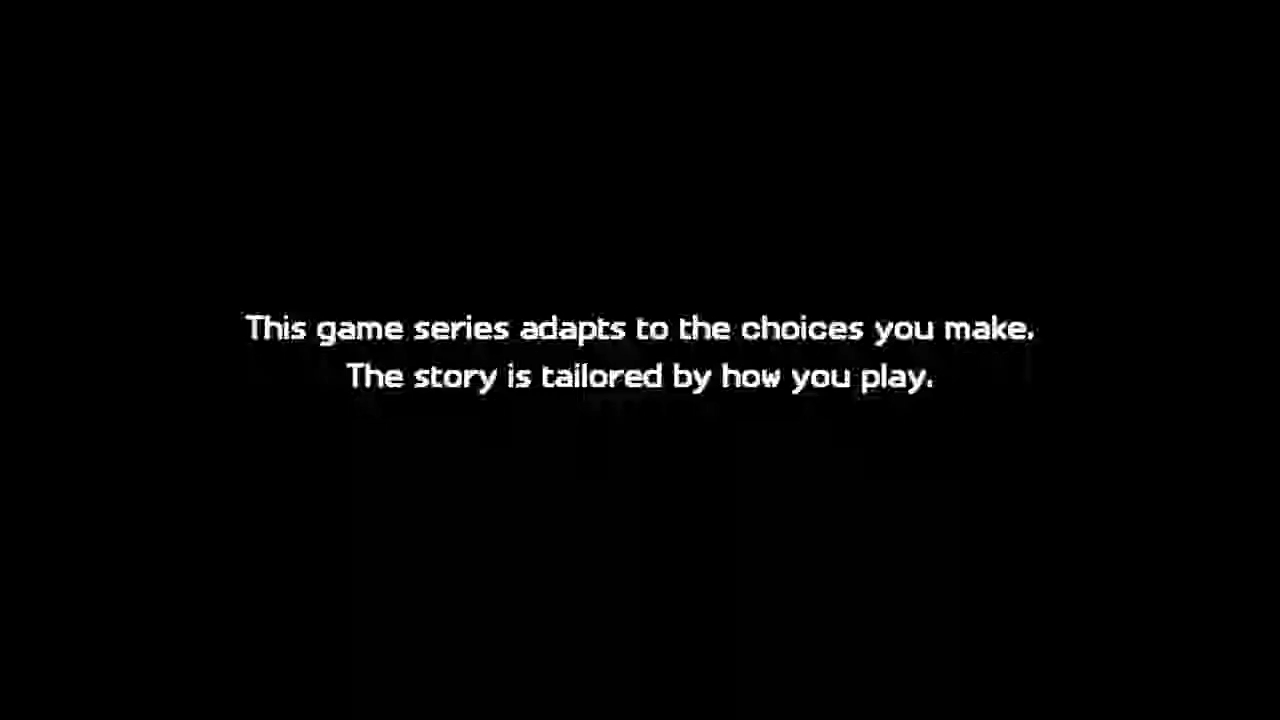 This game series adapts to the choices you make.
The story is tailored by how you play.